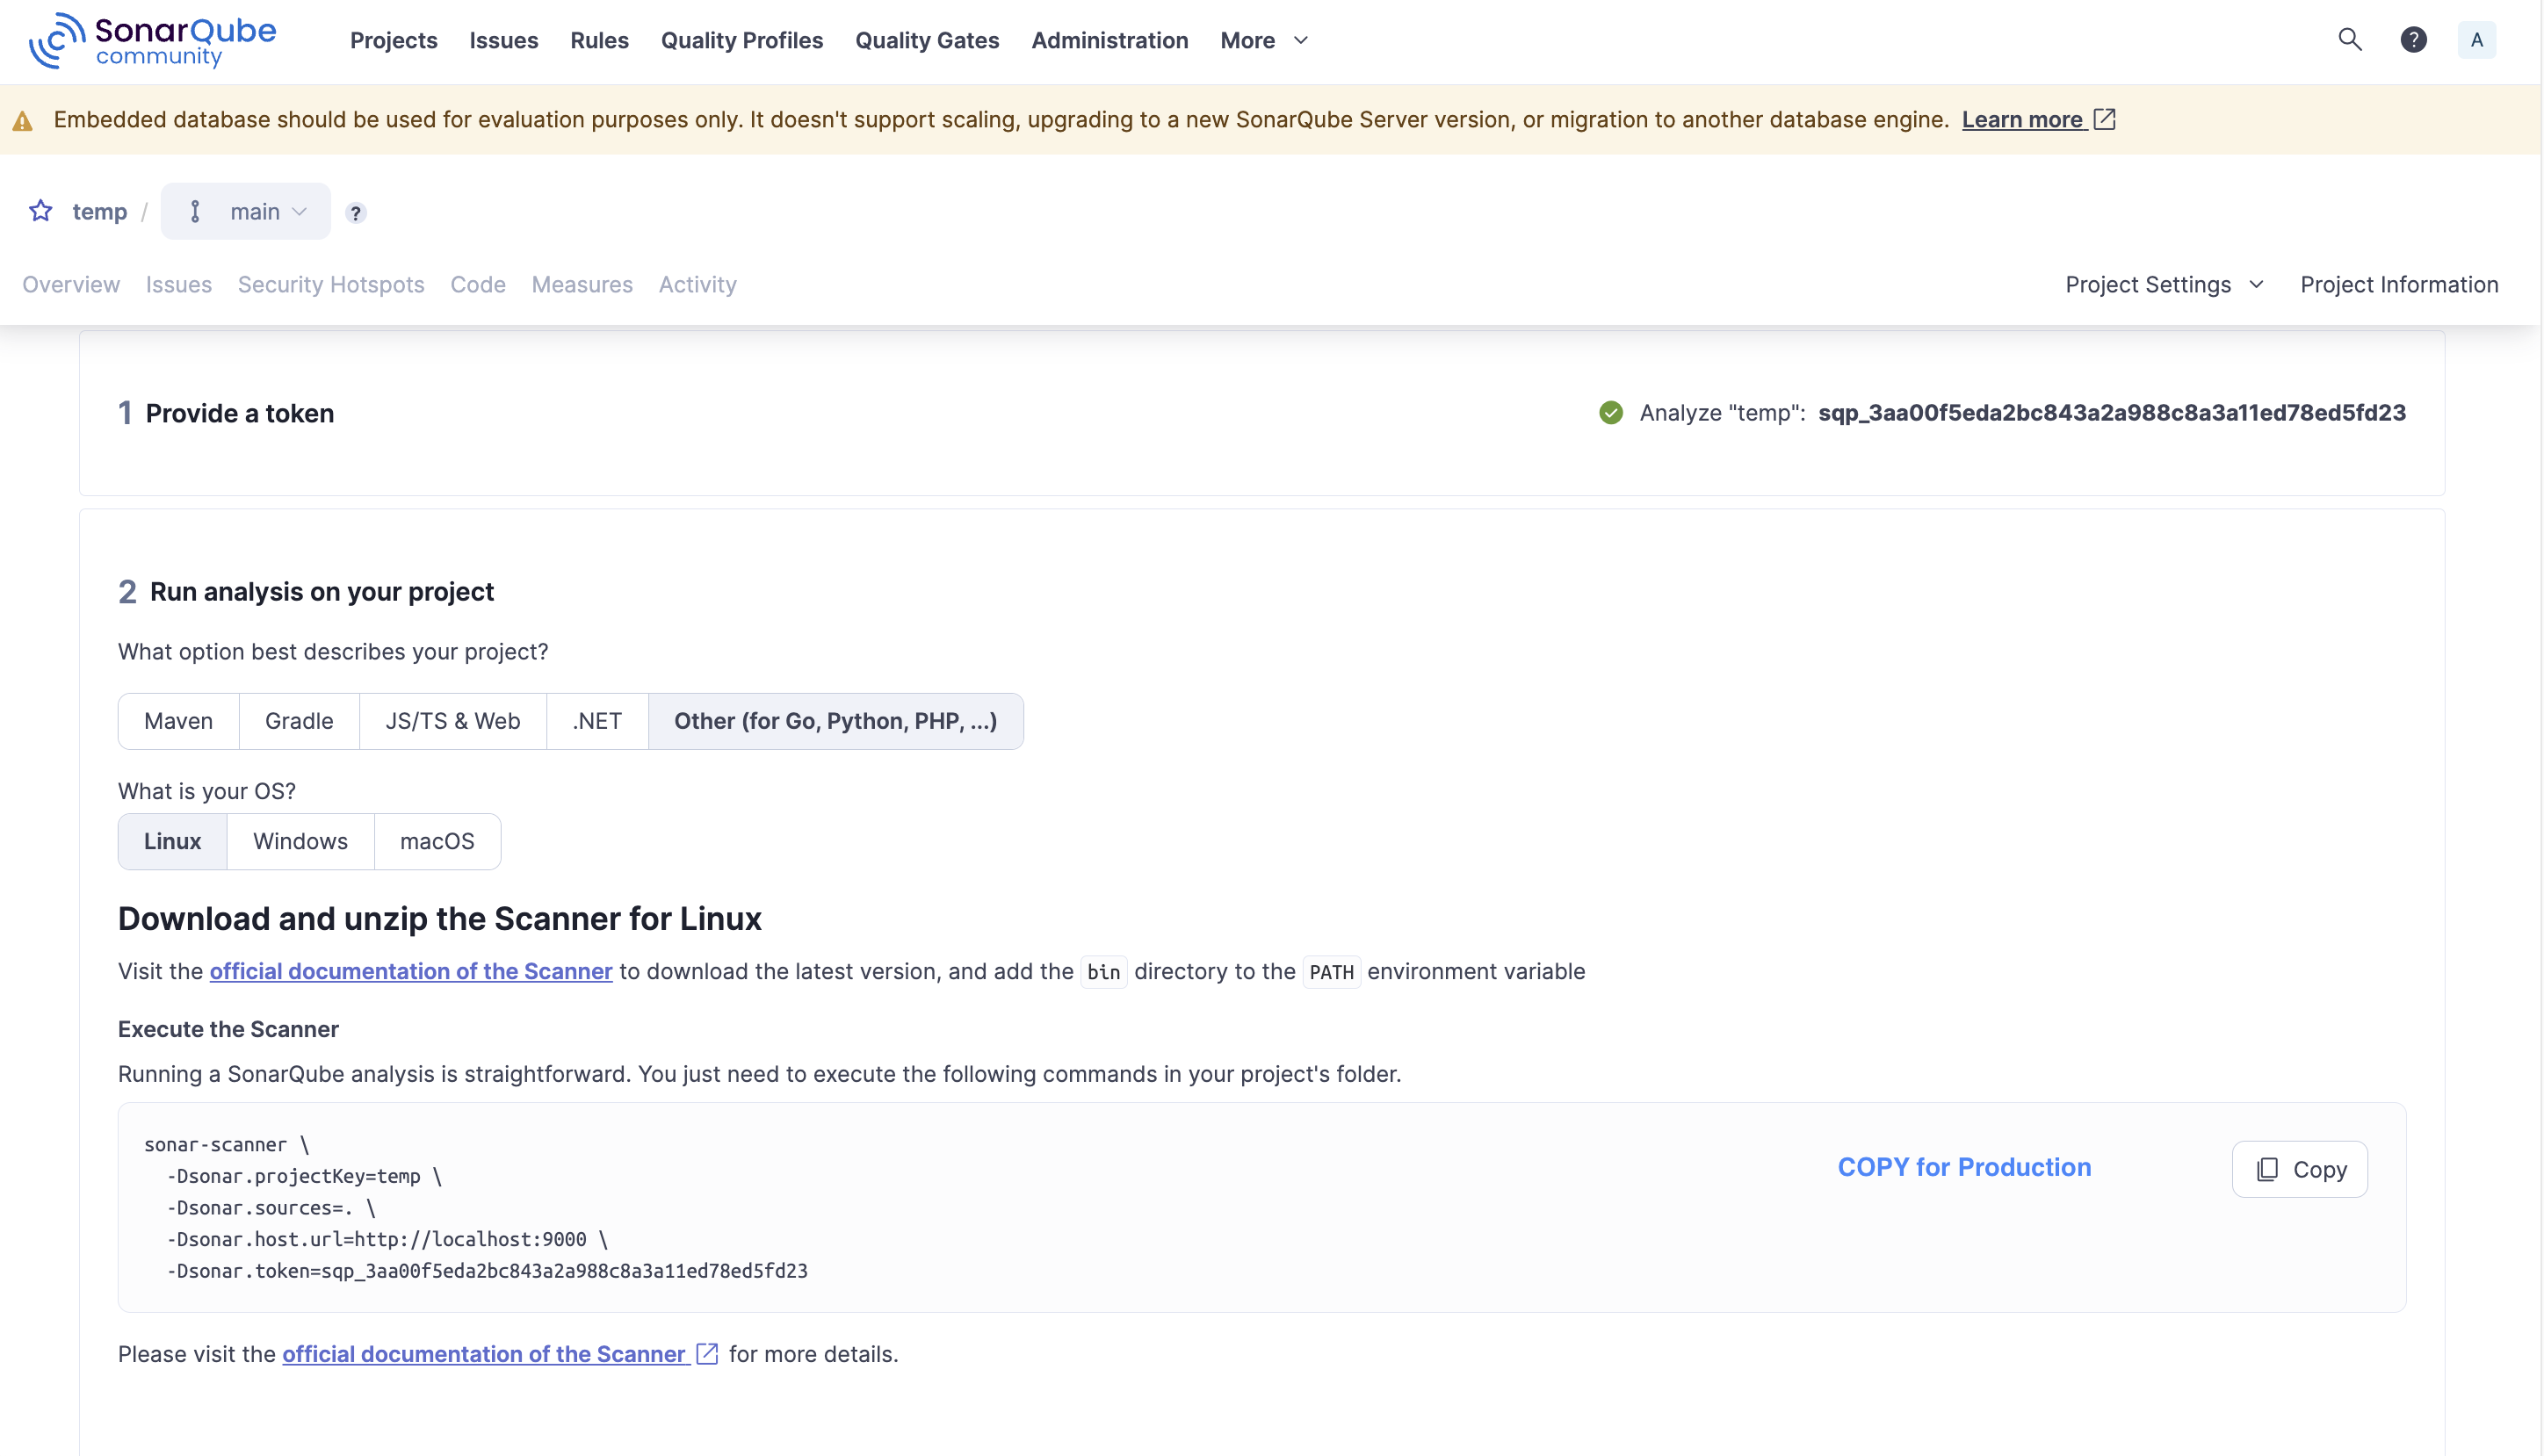 SonarQube
community
Projects Issues Rules Quality Profiles Quality Gates Administration More
? A
Embedded database should be used for evaluation purposes only. It doesn't support scaling, upgrading to a new SonarQube Server version, or migration to another database engine. Learn more
temp / main ?
Overview Issues Security Hotspots Code Measures Activity
Project Settings Project Information
1 Provide a token
Analyze "temp": sqp_3aa00f5eda2bc843a2a988c8a3a11ed78ed5fd23
2 Run analysis on your project
What option best describes your project?
Maven Gradle JS/TS & Web .NET Other (for Go, Python, PHP, ...)
What is your OS?
Linux Windows macOS
Download and unzip the Scanner for Linux
Visit the official documentation of the Scanner to download the latest version, and add the bin directory to the PATH environment variable
Execute the Scanner
Running a SonarQube analysis is straightforward. You just need to execute the following commands in your project's folder.
sonar-scanner \
-Dsonar.projectKey=temp \
-Dsonar.sources=. \
-Dsonar.host.url=http://localhost:9000 \
-Dsonar.token=sqp_3aa00f5eda2bc843a2a988c8a3a11ed78ed5fd23
COPY for Production
Copy
Please visit the official documentation of the Scanner for more details.